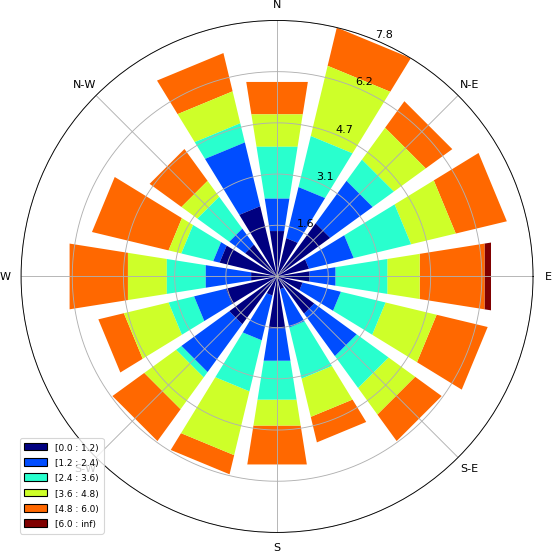 N
7.8
6.2
N-W
N-E
4.7
3.1
1.6
W
E
[0.0 : 1.2)
[1.2 : 2.4)
S-W
S-E
[2.4 : 3.6)
[3.6 : 4.8)
[4.8 : 6.0)
[6.0 : inf)
S